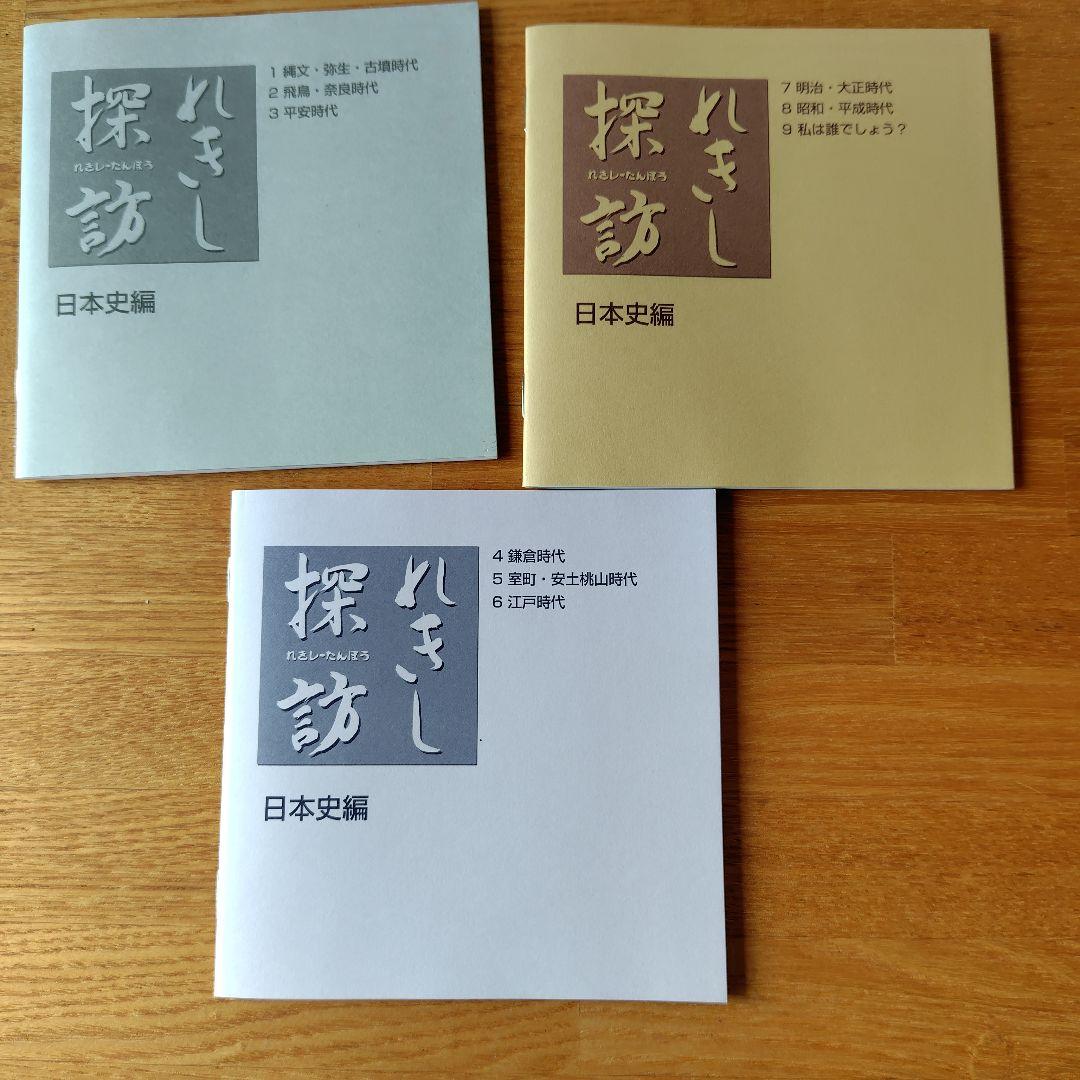 れきし
探訪
れきしーたんぼう
日本史編
1 縄文・弥生・古墳時代
2 飛鳥・奈良時代
3 平安時代
れきし
探訪
れきしーたんぼう
日本史編
7 明治・大正時代
8 昭和・平成時代
9 私は誰でしょう？
れきし
探訪
れきしーたんぼう
日本史編
4 鎌倉時代
5 室町・安土桃山時代
6 江戸時代